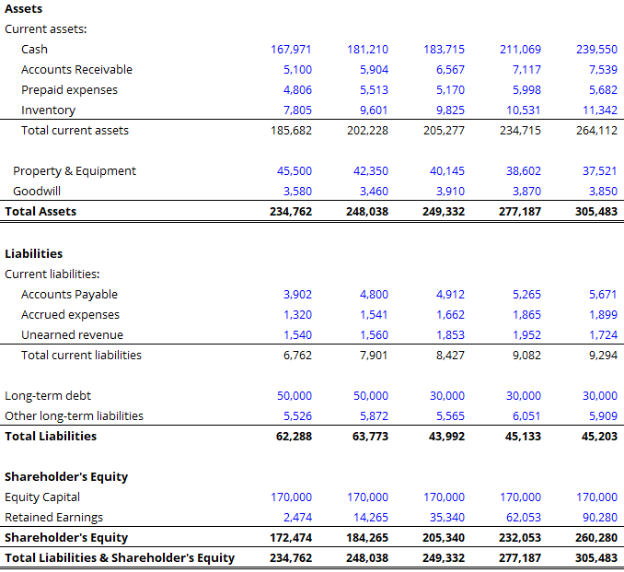 Assets
Current assets:
Cash 167,971 181,210 183,715 211,069 239,550
Accounts Receivable 5,100 5,904 6,567 7,117 7,539
Prepaid expenses 4,806 5,513 5,170 5,998 5,682
Inventory 7,805 9,601 9,825 10,531 11,342
Total current assets 185,682 202,228 205,277 234,715 264,112
Property & Equipment 45,500 42,350 40,145 38,602 37,521
Goodwill 3,580 3,460 3,910 3,870 3,850
Total Assets 234,762 248,038 249,332 277,187 305,483
Liabilities
Current liabilities:
Accounts Payable 3,902 4,800 4,912 5,265 5,671
Accrued expenses 1,320 1,541 1,662 1,865 1,899
Unearned revenue 1,540 1,560 1,853 1,952 1,724
Total current liabilities 6,762 7,901 8,427 9,082 9,294
Long-term debt 50,000 50,000 30,000 30,000 30,000
Other long-term liabilities 5,526 5,872 5,565 6,051 5,909
Total Liabilities 62,288 63,773 43,992 45,133 45,203
Shareholder's Equity
Equity Capital 170,000 170,000 170,000 170,000 170,000
Retained Earnings 2,474 14,265 35,340 62,053 90,280
Shareholder's Equity 172,474 184,265 205,340 232,053 260,280
Total Liabilities & Shareholder's Equity 234,762 248,038 249,332 277,187 305,483